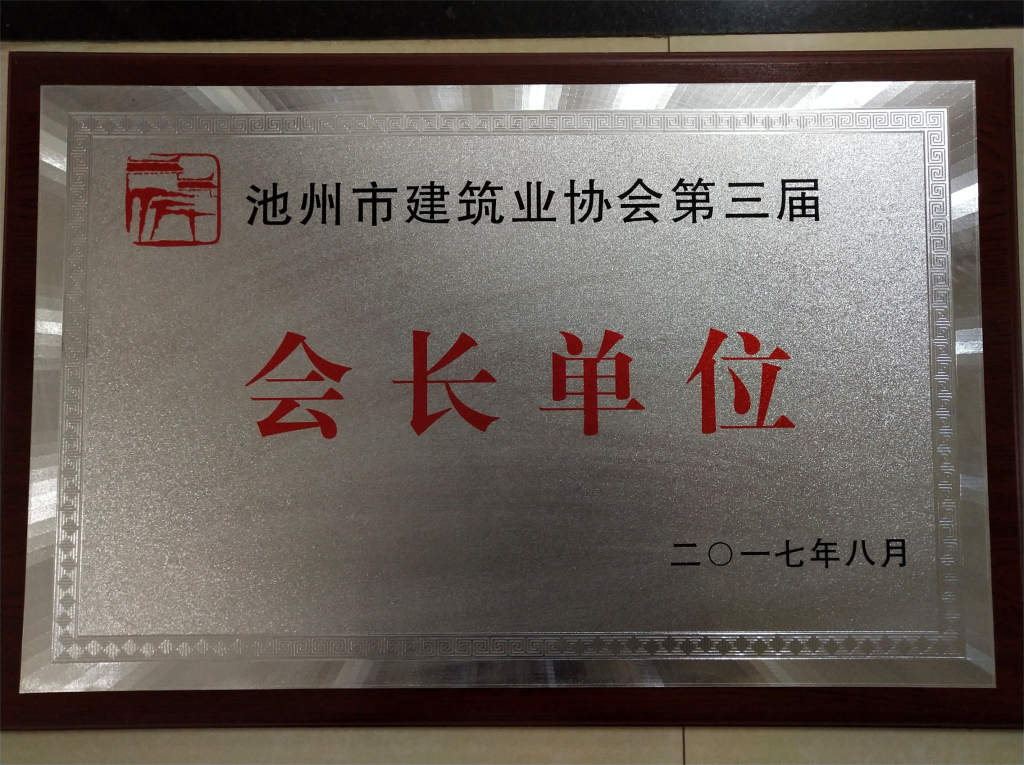 池州市建筑业协会第三届
会长单位
二〇一七年八月